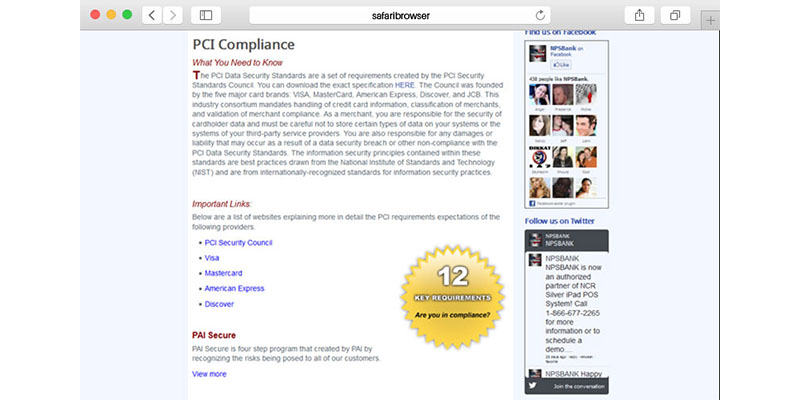 safaribrowser
PCI Compliance
What You Need to Know
The PCI Data Security Standards are a set of requirements created by the PCI Security
Standards Council. You can download the exact specification HERE. The Council was founded
by the five major card brands: VISA, MasterCard, American Express, Discover, and JCB. This
industry consortium mandates handling of credit card information, classification of merchants,
and validation of merchant compliance. As a merchant, you are responsible for the security of
cardholder data and must be careful not to store certain types of data on your systems or the
systems of your third-party service providers. You are also responsible for any damages or
liability that may occur as a result of a data security breach or other non-compliance with the
PCI Data Security Standards. The information security principles contained within these
standards are best practices drawn from the National Institute of Standards and Technology
(NIST) and are from internationally-recognized standards for information security practices.
Important Links:
Below are a list of websites explaining more in detail the PCI requirements expectations of the
following providers.
PCI Security Council
Visa
Mastercard
American Express
Discover
12
KEY REQUIREMENTS
Are you in compliance?
PAI Secure
PAI Secure is four step program that created by PAI by
recognizing the risks being posed to all of our customers.
View more
Find us on Facebook
NPSBank on
Facebook
Like
438 people like NPSBank.
Angel Frederick
Jeff
Facebook social plugin
Follow us on Twitter
NPSBANK
NPSBANK
NPSBANK
NPSBANK is now
an authorized
partner of NCR
Silver iPad POS
System! Call
1-866-677-2265
for more
information or to
schedule a
demo...
NPSBANK Happy
Join the conversation